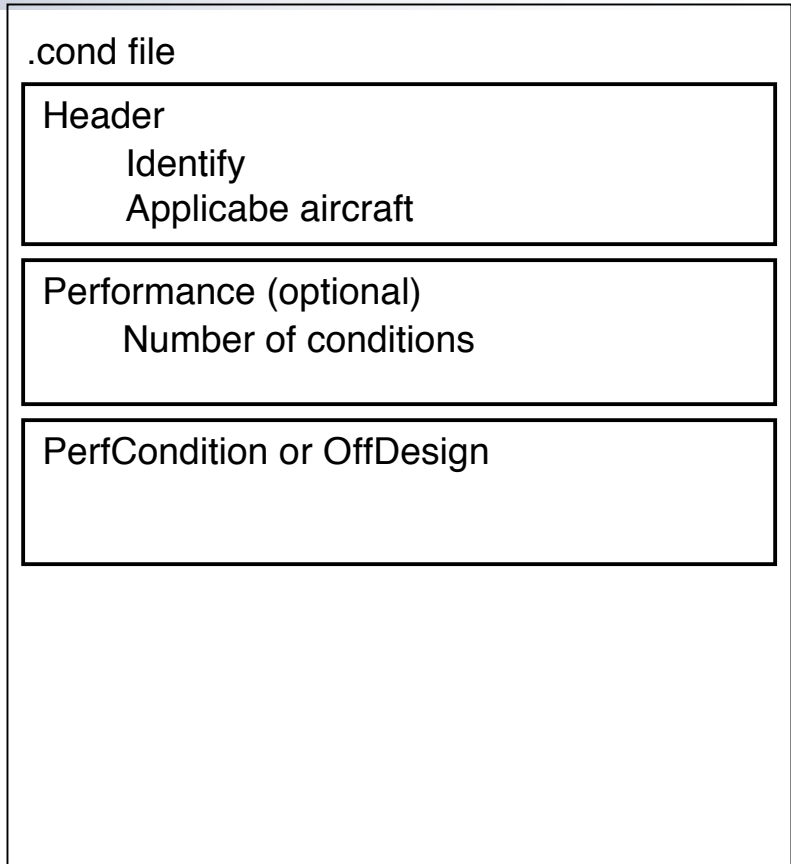 .cond file
Header
Identify
Applicabe aircraft
Performance (optional)
Number of conditions
PerfCondition or OffDesign